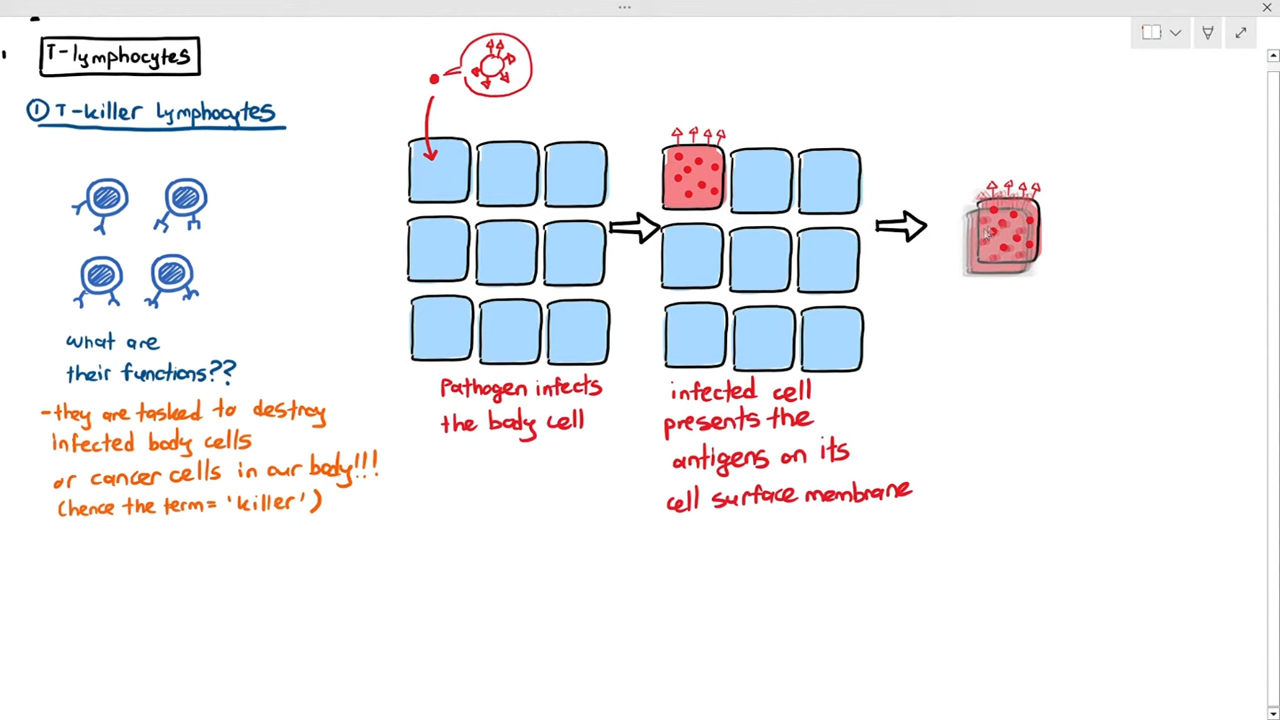 T-lymphocytes
① T-killer lymphocytes
what are
their functions??
-they are tasked to destroy
infected body cells
or cancer cells in our body!!!
(hence the term= 'killer')
Pathogen infects
the body cell
infected cell
presents the
antigens on its
cell surface membrane